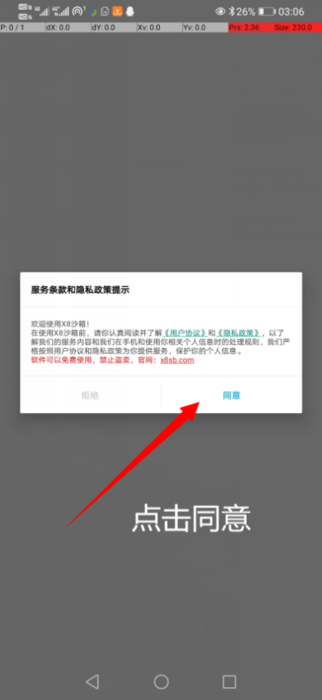 26% 03:06
P: 0 / 1 dX: 0.0 dY: 0.0 Xv: 0.0 Yv: 0.0 Prs: 2.36 Size: 230.0
服务条款和隐私政策提示
欢迎使用X8沙箱!
在使用X8沙箱前，请你认真阅读并了解《用户协议》和《隐私政策》，以了
解我们的服务内容和我们在手机和使用你相关个人信息时的处理规则，我们严
格按照用户协议和隐私政策为你提供服务，保护你的个人信息。
软件可以免费使用，禁止盗卖，官网：x8sb.com
拒绝 同意
点击同意